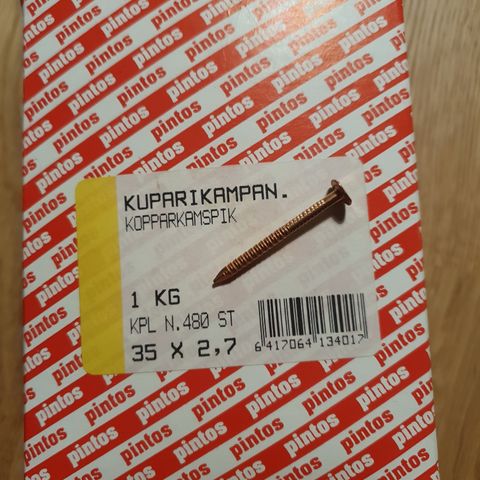 pintos
KUPARIKAMPAN.
KOPPARKAMSPIK
1 KG
KPL N.480 ST
35 X 2,7
6 417064 134017